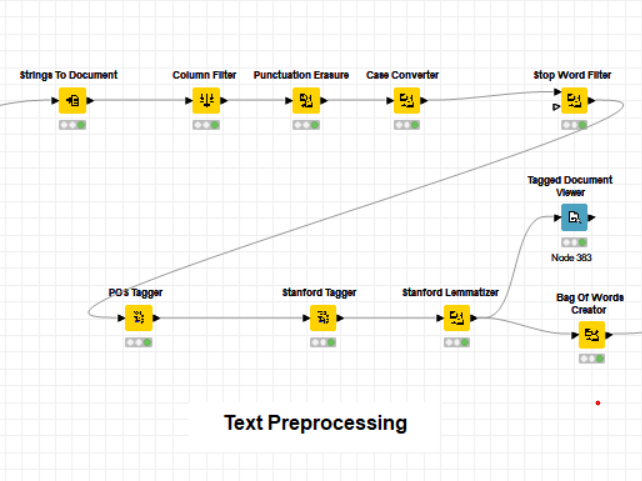 Strings To Document
Column Filter
Punctuation Erasure
Case Converter
Stop Word Filter
Tagged Document
Viewer
Node 383
POS Tagger
Stanford Tagger
Stanford Lemmatizer
Bag Of Words
Creator
Text Preprocessing